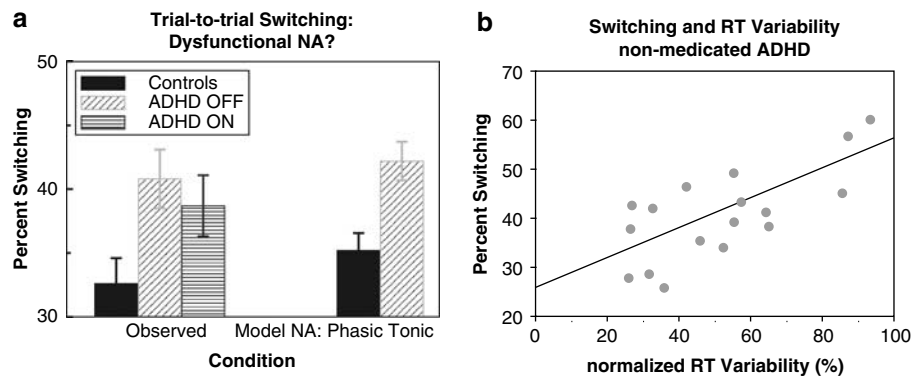 a
Trial-to-trial Switching:
Dysfunctional NA?
50
Controls
ADHD OFF
ADHD ON
40
Percent Switching
30
Observed
Model NA: Phasic Tonic
Condition
b
Switching and RT Variability
non-medicated ADHD
70
60
50
40
30
20
Percent Switching
0
20
40
60
80
100
normalized RT Variability (%)